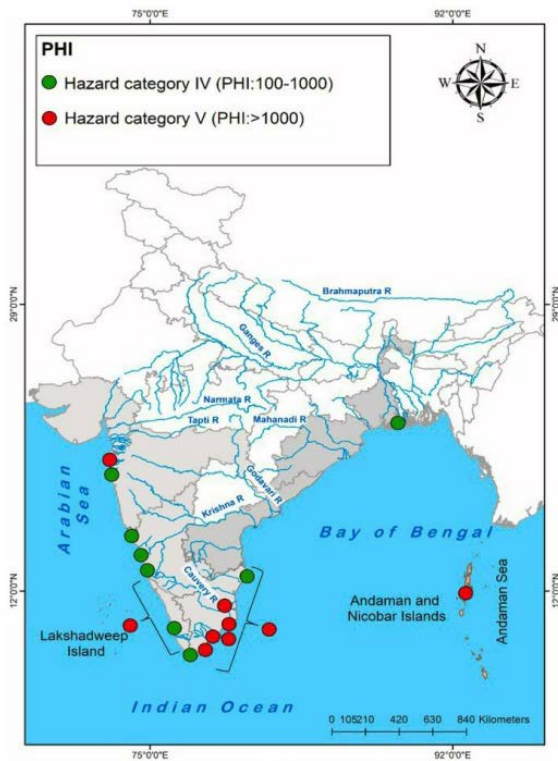 75°0'0"E 92°0'0"E
PHI
Hazard category IV (PHI:100-1000)
Hazard category V (PHI:>1000)
N
W E
S
29°0'0"N
29°0'0"N
Brahmaputra R
Ganges R
Narmata R
Tapti R
Mahanadi R
Godavari R
Krishna R
Arabian
Sea
Bay of Bengal
12°0'0"N
12°0'0"N
Cauvery R
Andaman and
Nicobar Islands
Andaman Sea
Lakshadweep
Island
Indian Ocean
0 105210 420 630 840 Kilometers
75°0'0"E 92°0'0"E